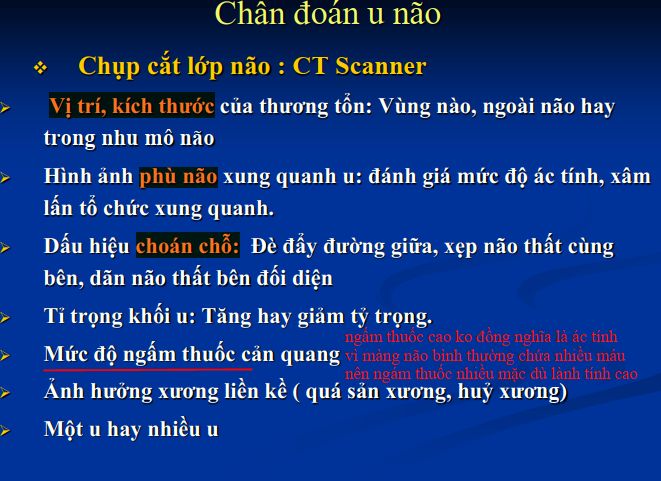 Chẩn đoán u não
❖ Chụp cắt lớp não : CT Scanner
➢ Vị trí, kích thước của thương tổn: Vùng nào, ngoài não hay
trong nhu mô não
➢ Hình ảnh phù não xung quanh u: đánh giá mức độ ác tính, xâm
lấn tổ chức xung quanh.
➢ Dấu hiệu choán chỗ: Đè đẩy đường giữa, xẹp não thất cùng
bên, dãn não thất bên đối diện
➢ Tỉ trọng khối u: Tăng hay giảm tỷ trọng.
➢ Mức độ ngấm thuốc cản quang
ngấm thuốc cao ko đồng nghĩa là ác tính
vì màng não bình thường chứa nhiều máu
nên ngấm thuốc nhiều mặc dù lành tính cao
➢ Ảnh hưởng xương liền kề ( quá sản xương, huỷ xương)
➢ Một u hay nhiều u